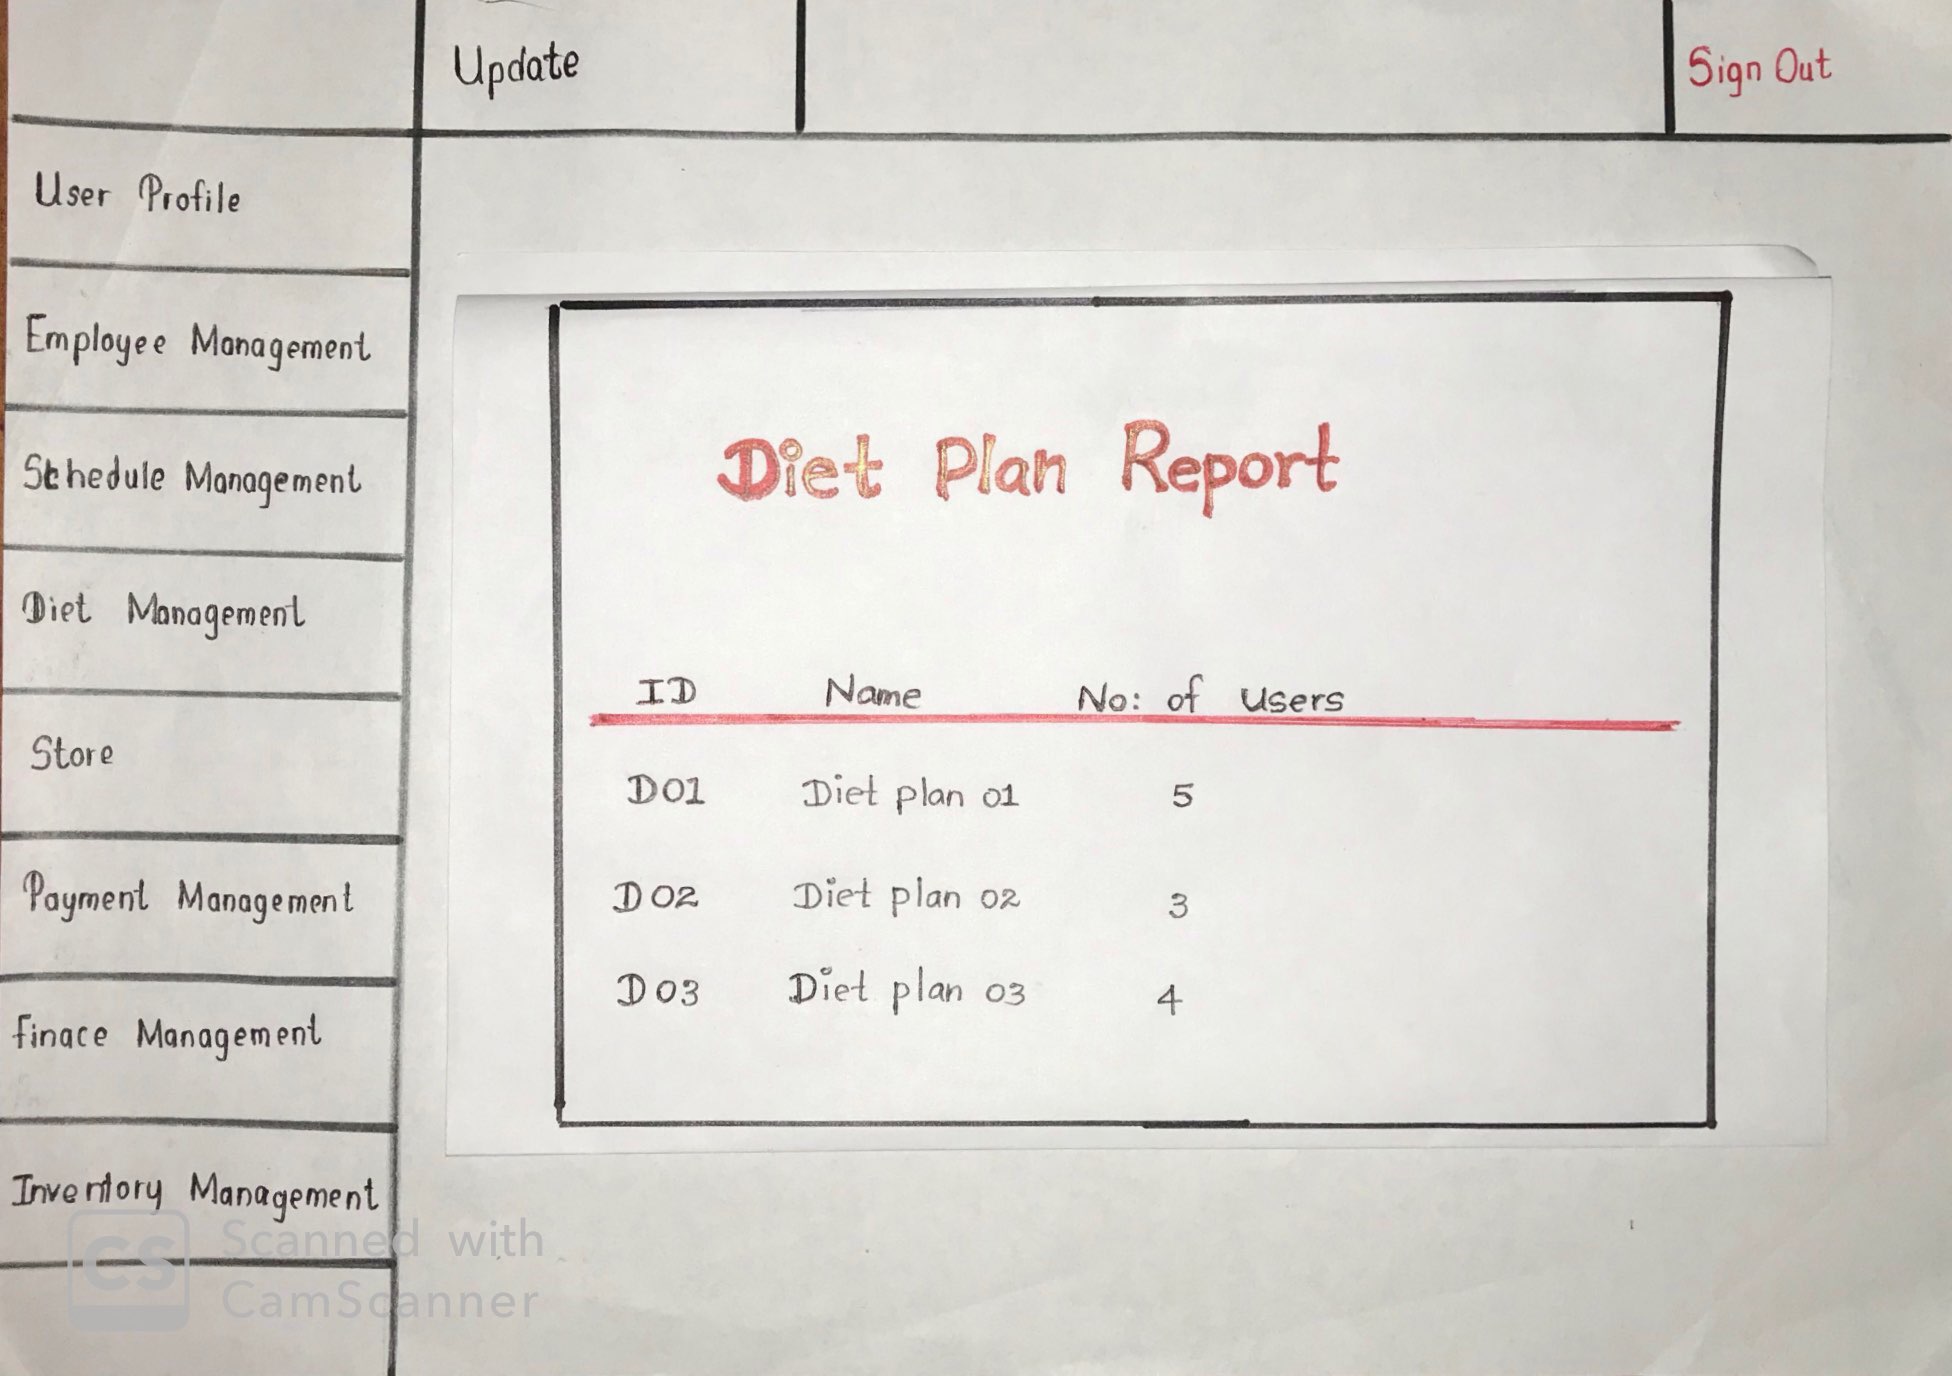 Update
Sign Out
User Profile
Employee Management
Schedule Management
Diet Management
Store
Payment Management
finace Management
Inventory Management
Diet Plan Report
ID Name No: of Users
D01 Diet plan 01 5
D02 Diet plan 02 3
D03 Diet plan 03 4
CS
Scanned with
CamScanner